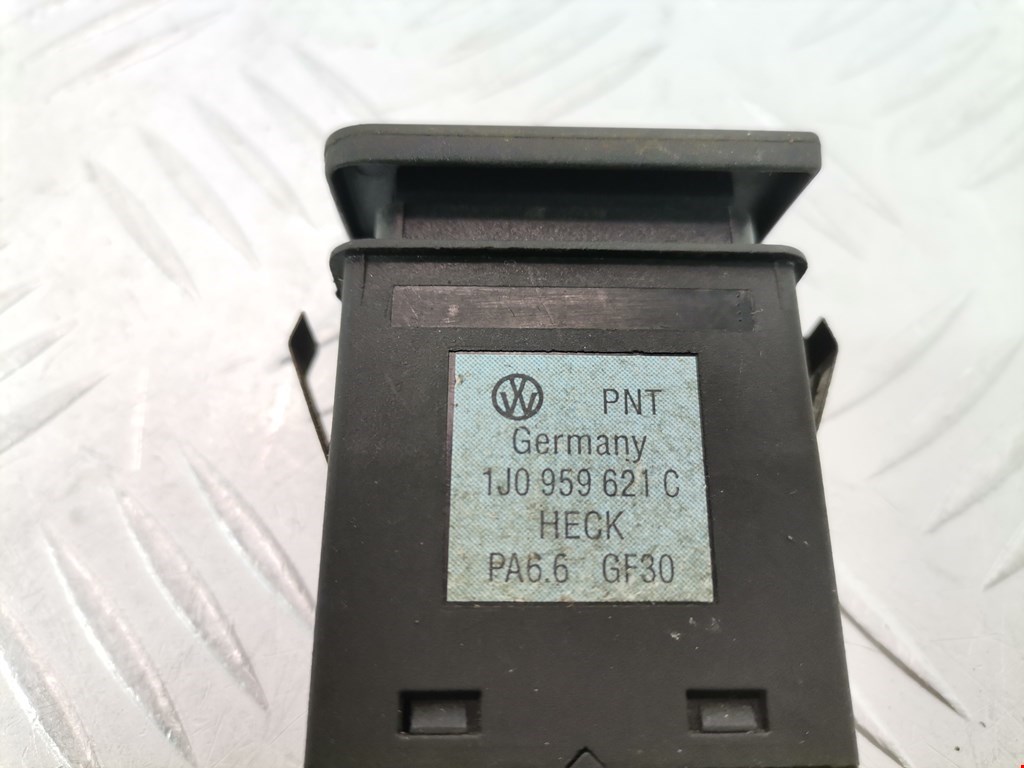 PNT
Germany
1J0 959 621 C
HECK
PA6.6 GF30